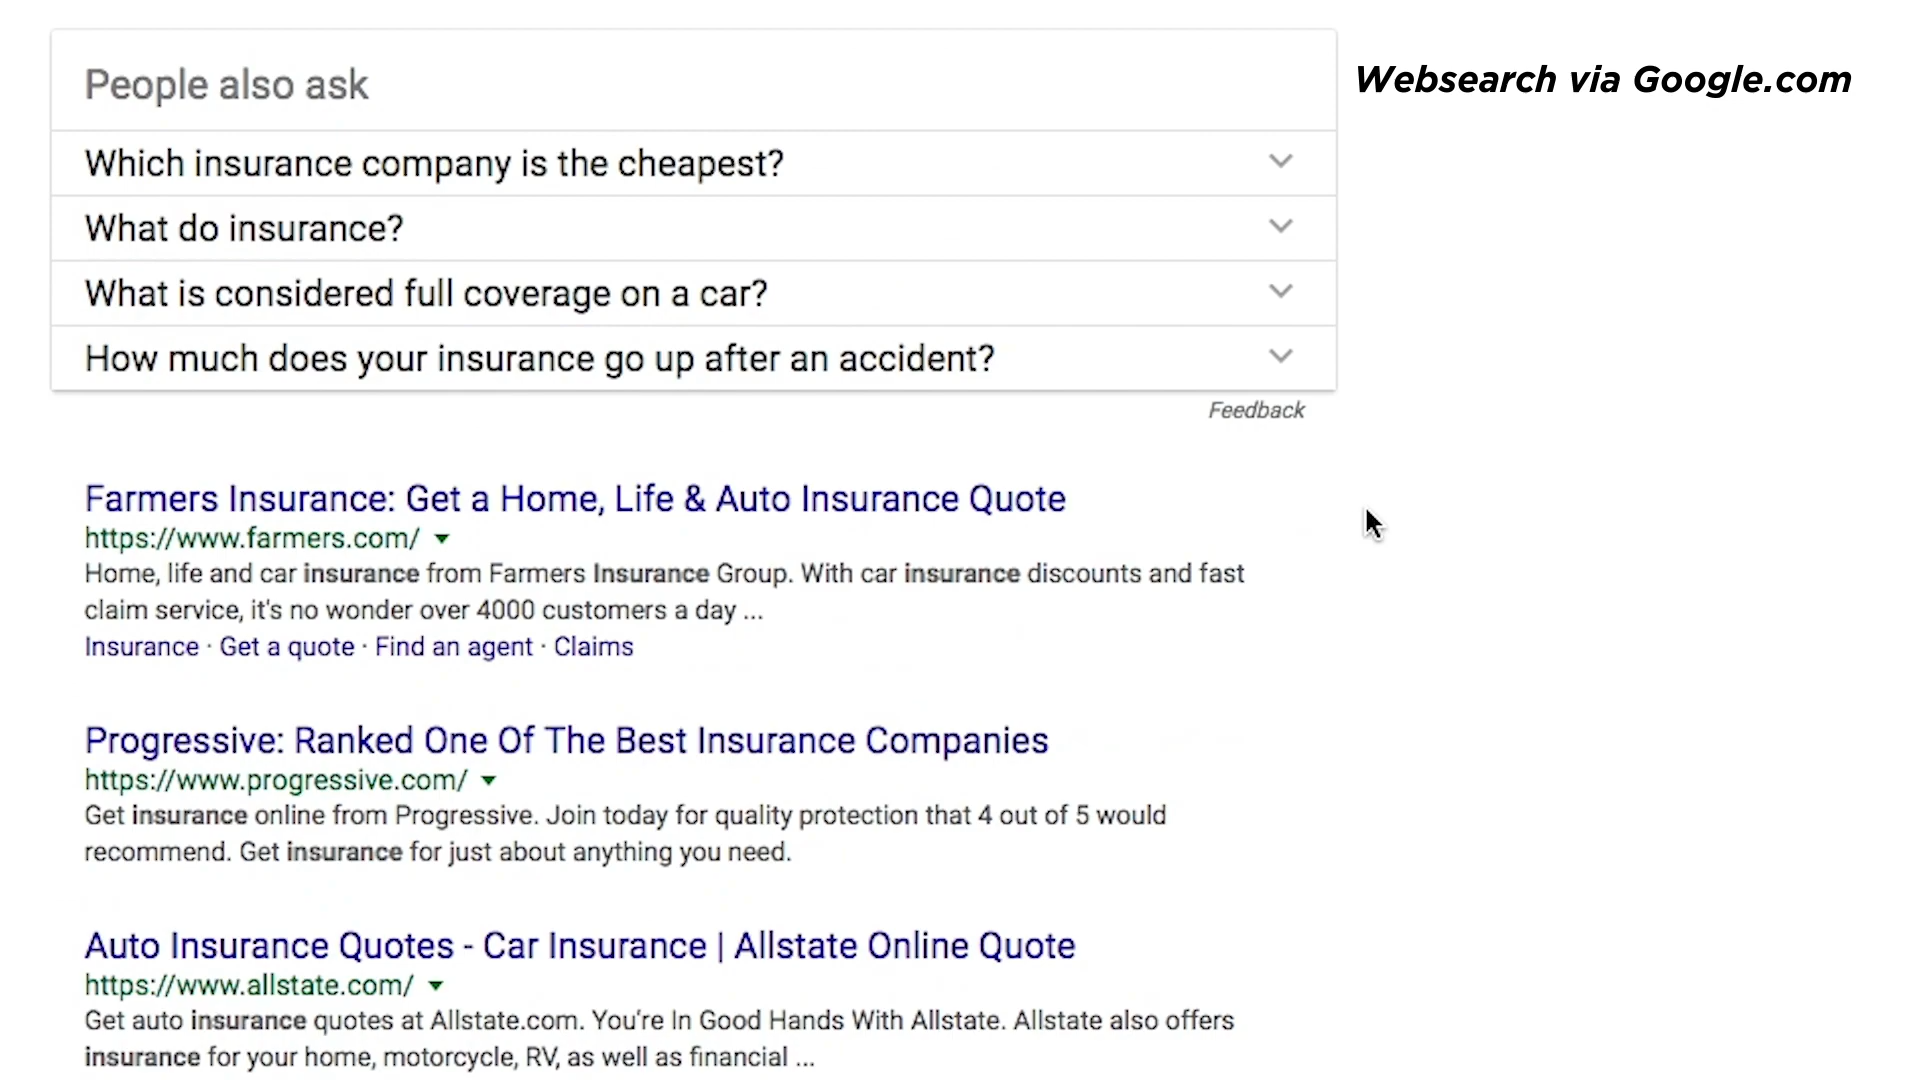 People also ask
Websearch via Google.com
Which insurance company is the cheapest?
What do insurance?
What is considered full coverage on a car?
How much does your insurance go up after an accident?
Feedback
Farmers Insurance: Get a Home, Life & Auto Insurance Quote
https://www.farmers.com/
Home, life and car insurance from Farmers Insurance Group. With car insurance discounts and fast
claim service, it's no wonder over 4000 customers a day ...
Insurance · Get a quote · Find an agent · Claims
Progressive: Ranked One Of The Best Insurance Companies
https://www.progressive.com/
Get insurance online from Progressive. Join today for quality protection that 4 out of 5 would
recommend. Get insurance for just about anything you need.
Auto Insurance Quotes - Car Insurance | Allstate Online Quote
https://www.allstate.com/
Get auto insurance quotes at Allstate.com. You're In Good Hands With Allstate. Allstate also offers
insurance for your home, motorcycle, RV, as well as financial ...